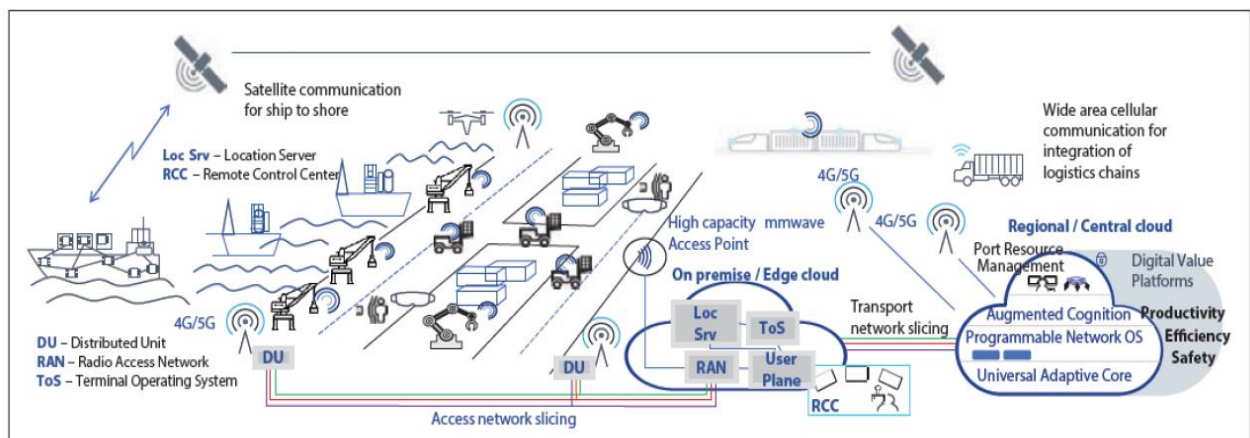 Satellite communication
for ship to shore
Loc Srv – Location Server
RCC – Remote Control Center
Wide area cellular
communication for
integration of
logistics chains
4G/5G
4G/5G
High capacity mmwave
Access Point
Regional / Central cloud
Port Resource
Management
Digital Value
Platforms
On premise / Edge cloud
Loc
Srv
ToS
RAN
User
Plane
RCC
Transport
network slicing
Augmented Cognition
Productivity
Programmable Network OS
Efficiency
Safety
Universal Adaptive Core
4G/5G
DU – Distributed Unit
RAN – Radio Access Network
ToS – Terminal Operating System
DU
DU
Access network slicing